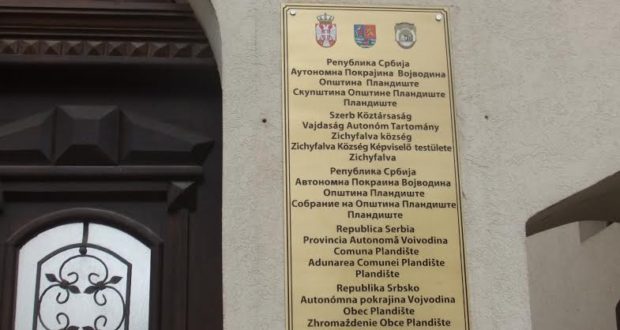 Република Србија
Аутономна Покрајина Војводина
Општина Пландиште
Скупштина Општине Пландиште
Пландиште
Szerb Köztársaság
Vajdaság Autonóm Tartomány
Zichyfalva község
Zichyfalva Község Képviselő testülete
Zichyfalva
Република Србија
Автономна Покраина Војводина
Општина Пландиште
Собрание на Општина Пландиште
Пландиште
Republica Serbia
Provincia Autonomă Voivodina
Comuna Plandište
Adunarea Comunei Plandište
Plandište
Republika Srbsko
Autonómna pokrajina Vojvodina
Obec Plandište
Zhromaždenie Obce Plandište